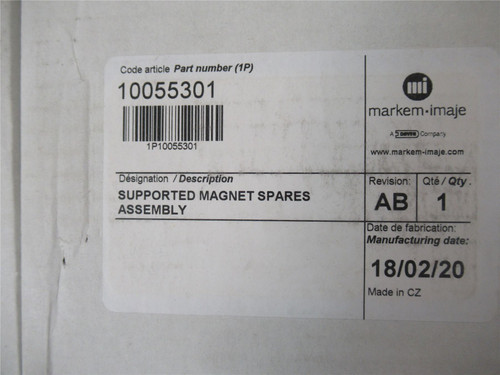 Code article Part number (1P)
10055301
1P10055301
mi
markem·imaje
A DOVER Company
www.markem-imaje.com
Désignation / Description
SUPPORTED MAGNET SPARES
ASSEMBLY
Revision:
AB
Qté / Qty .
1
Date de fabrication:
Manufacturing date:
18/02/20
Made in CZ